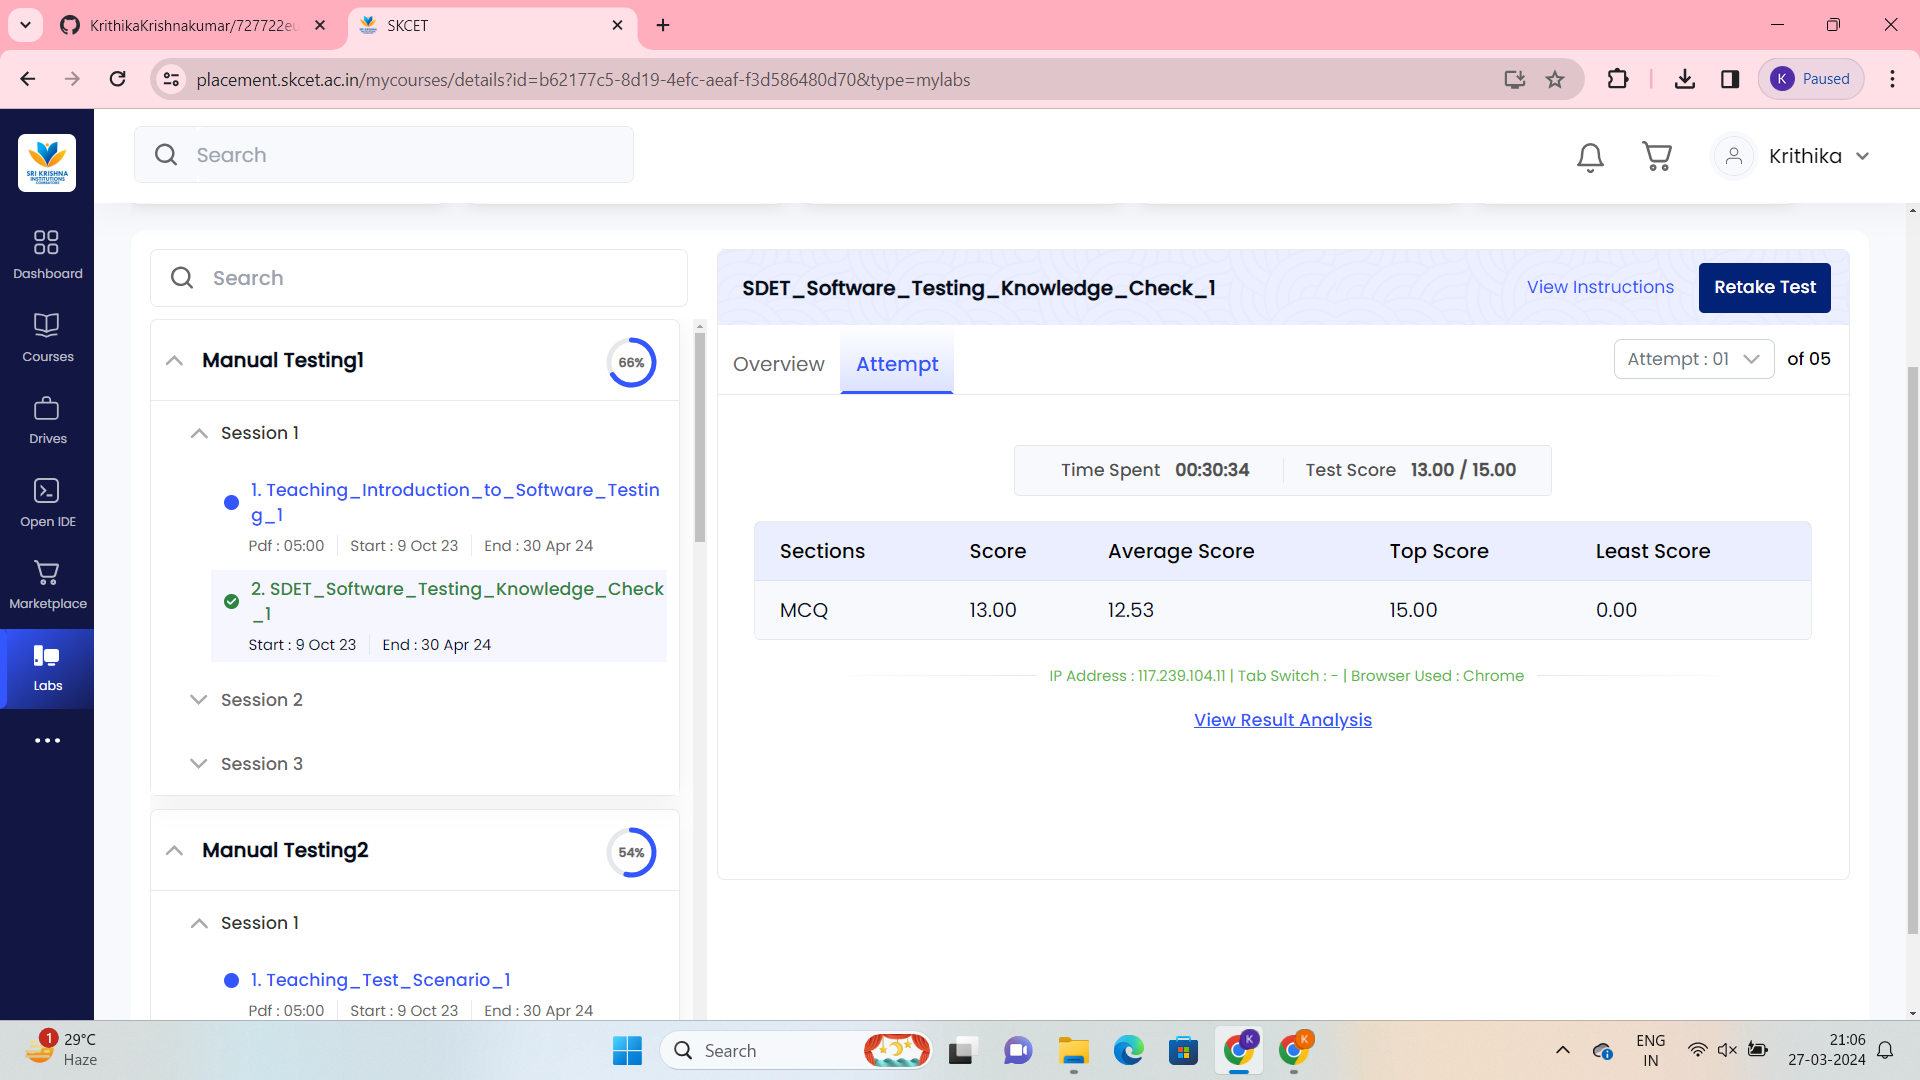 KrithikaKrishnakumar/727722eu
SKCET
placement.skcet.ac.in/mycourses/details?id=b62177c5-8d19-4efc-aeaf-f3d586480d70&type=mylabs
K
Paused
SRI KRISHNA
INSTITUTIONS
Search
Krithika
Dashboard
Courses
Drives
Open IDE
Marketplace
Labs
Search
Manual Testing1
66%
Session 1
1. Teaching_Introduction_to_Software_Testin
g_1
Pdf : 05:00 Start : 9 Oct 23 End : 30 Apr 24
2. SDET_Software_Testing_Knowledge_Check
_1
Start : 9 Oct 23 End : 30 Apr 24
Session 2
Session 3
Manual Testing2
54%
Session 1
1. Teaching_Test_Scenario_1
Pdf : 05:00 Start : 9 Oct 23 End : 30 Apr 24
SDET_Software_Testing_Knowledge_Check_1
View Instructions
Retake Test
Overview
Attempt
Attempt : 01
of 05
Time Spent 00:30:34 Test Score 13.00 / 15.00
Sections Score Average Score Top Score Least Score
MCQ 13.00 12.53 15.00 0.00
IP Address : 117.239.104.11 | Tab Switch : - | Browser Used : Chrome
View Result Analysis
1
29°C
Haze
Search
K
K
ENG
IN
21:06
27-03-2024